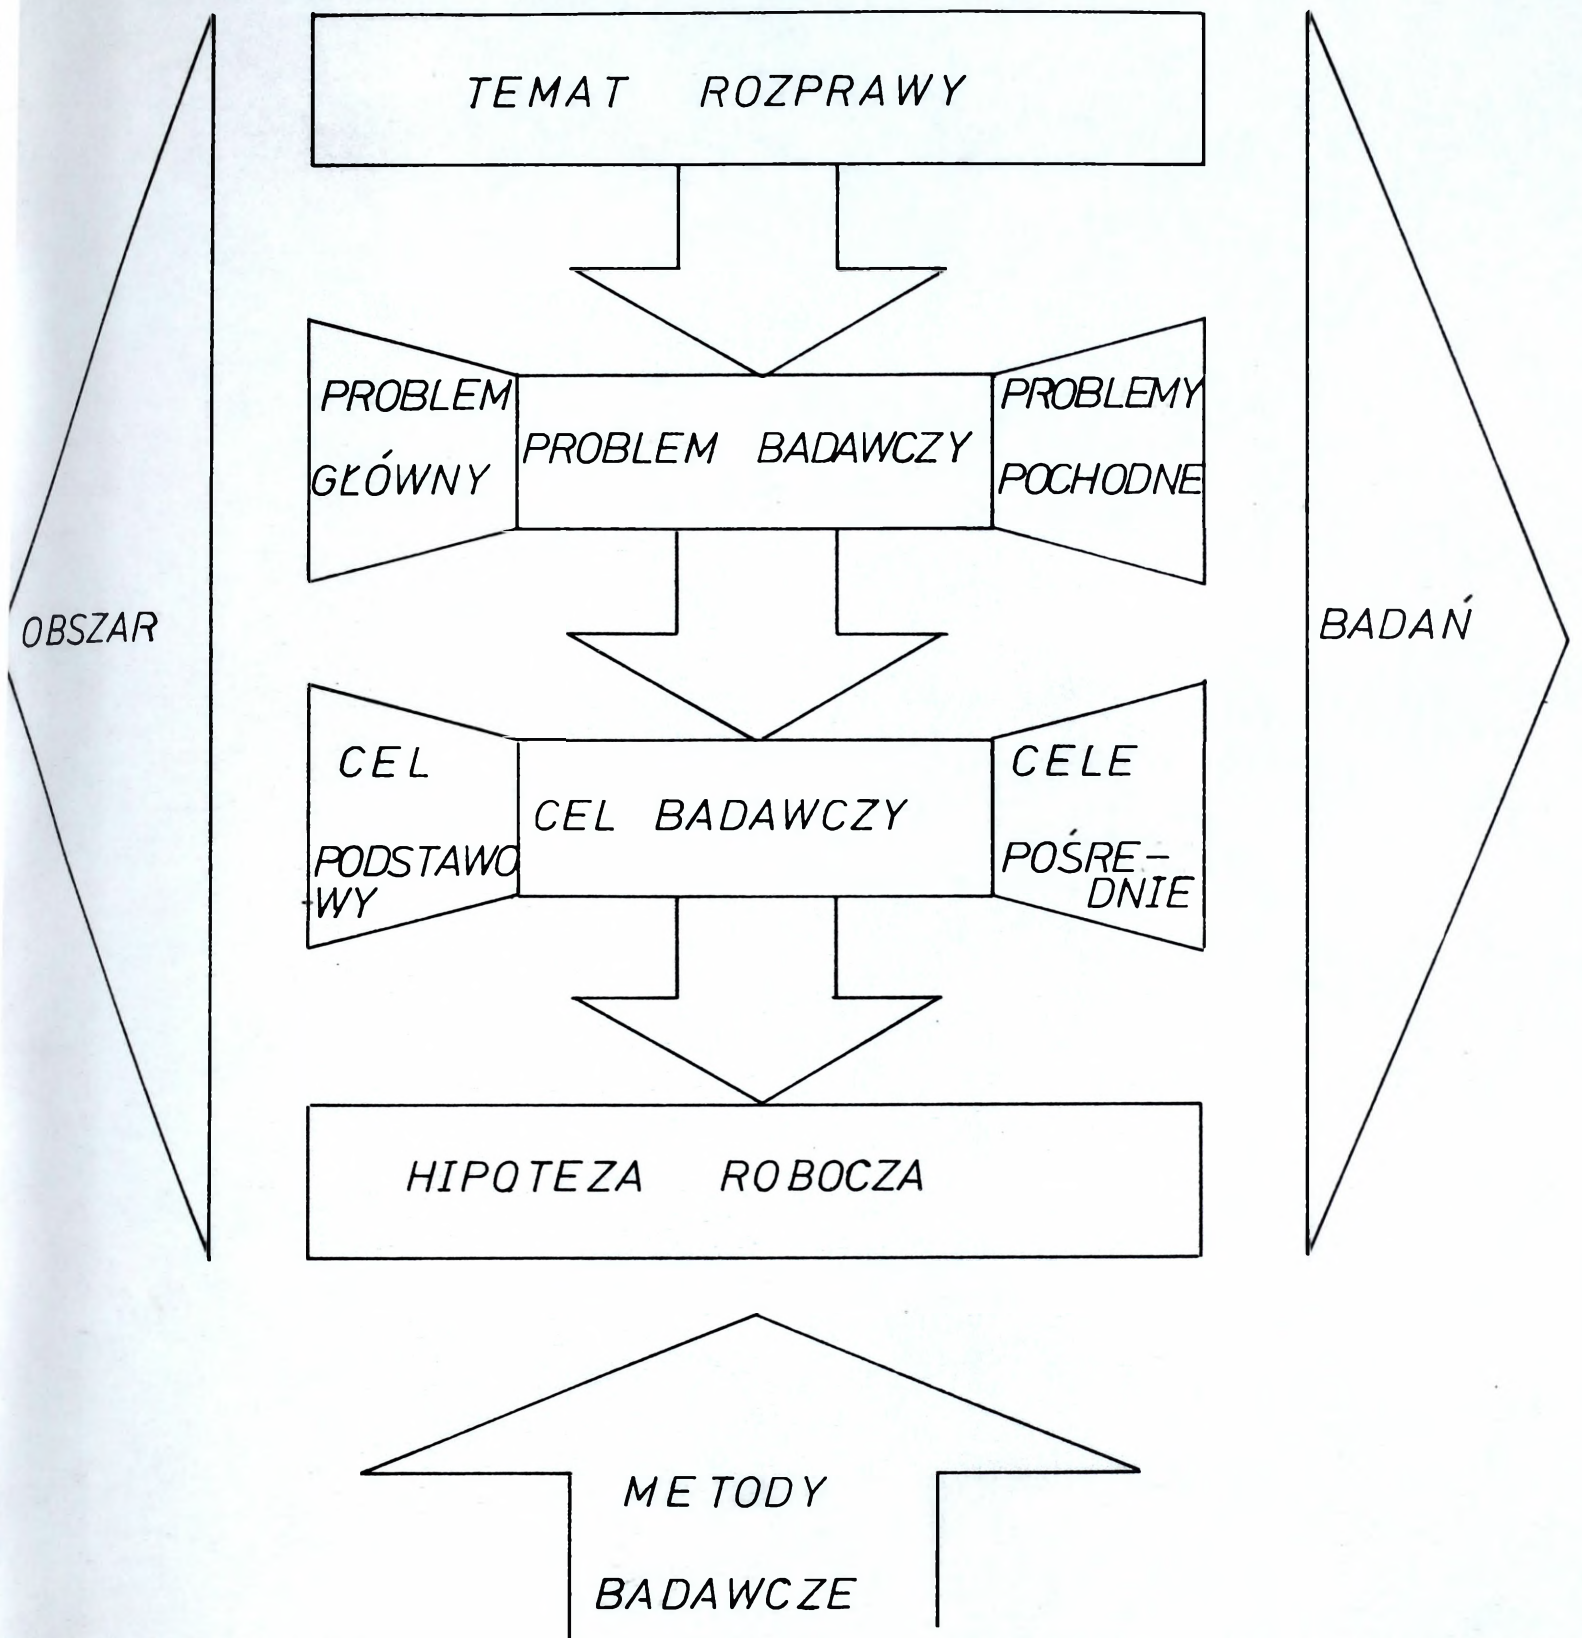 TEMAT ROZPRAWY
PROBLEM
GŁÓWNY
PROBLEM BADAWCZY
PROBLEMY
POCHODNE
OBSZAR
BADAŃ
CEL
PODSTAWO
WY
CEL BADAWCZY
CELE
POŚRE-
DNIE
HIPOTEZA ROBOCZA
METODY
BADAWCZE